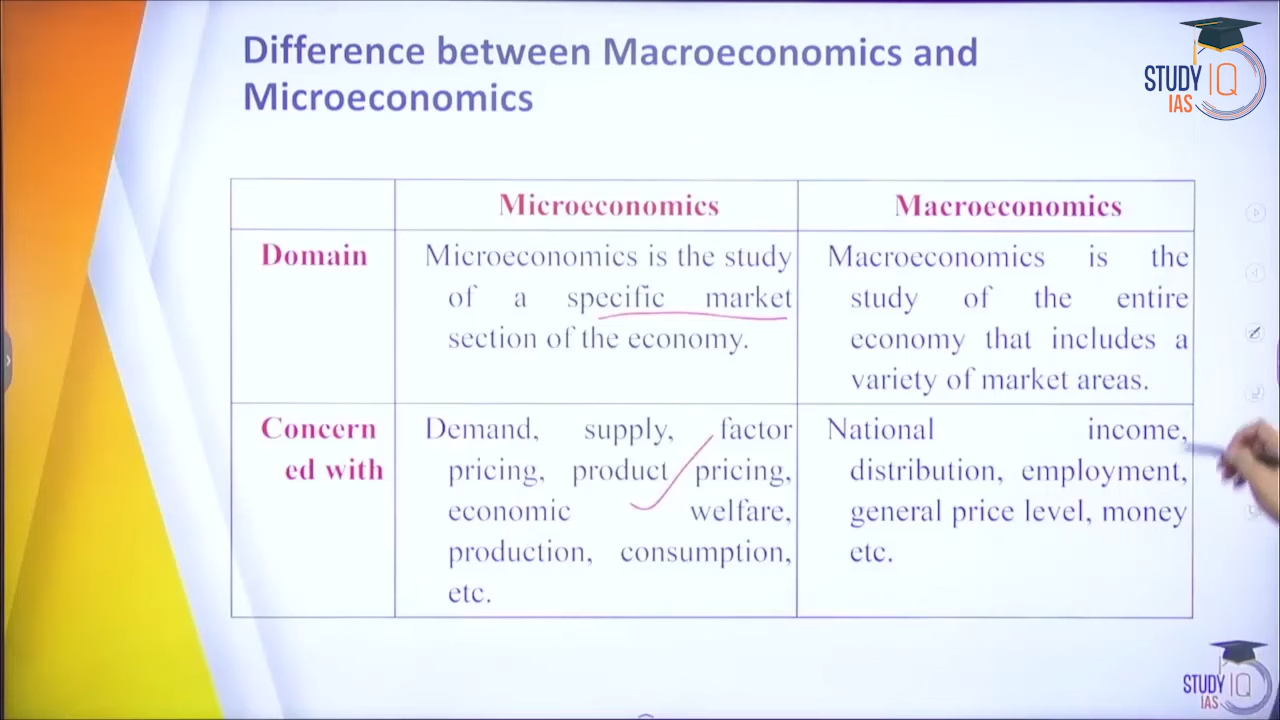 Difference between Macroeconomics and
Microeconomics
STUDY IQ
IAS
Microeconomics
Macroeconomics
Domain
Microeconomics is the study
of a specific market
section of the economy.
Macroeconomics is the
study of the entire
economy that includes a
variety of market areas.
Concern
ed with
Demand, supply, factor
pricing, product pricing,
economic welfare,
production, consumption,
etc.
National income,
distribution, employment,
general price level, money
etc.
STUDY IQ
IAS